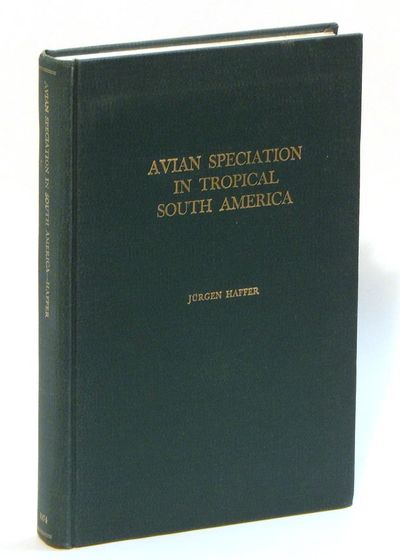 AVIAN SPECIATION
IN TROPICAL
SOUTH AMERICA
JÜRGEN HAFFER
AVIAN SPECIATION IN SOUTH AMERICA—HAFFER